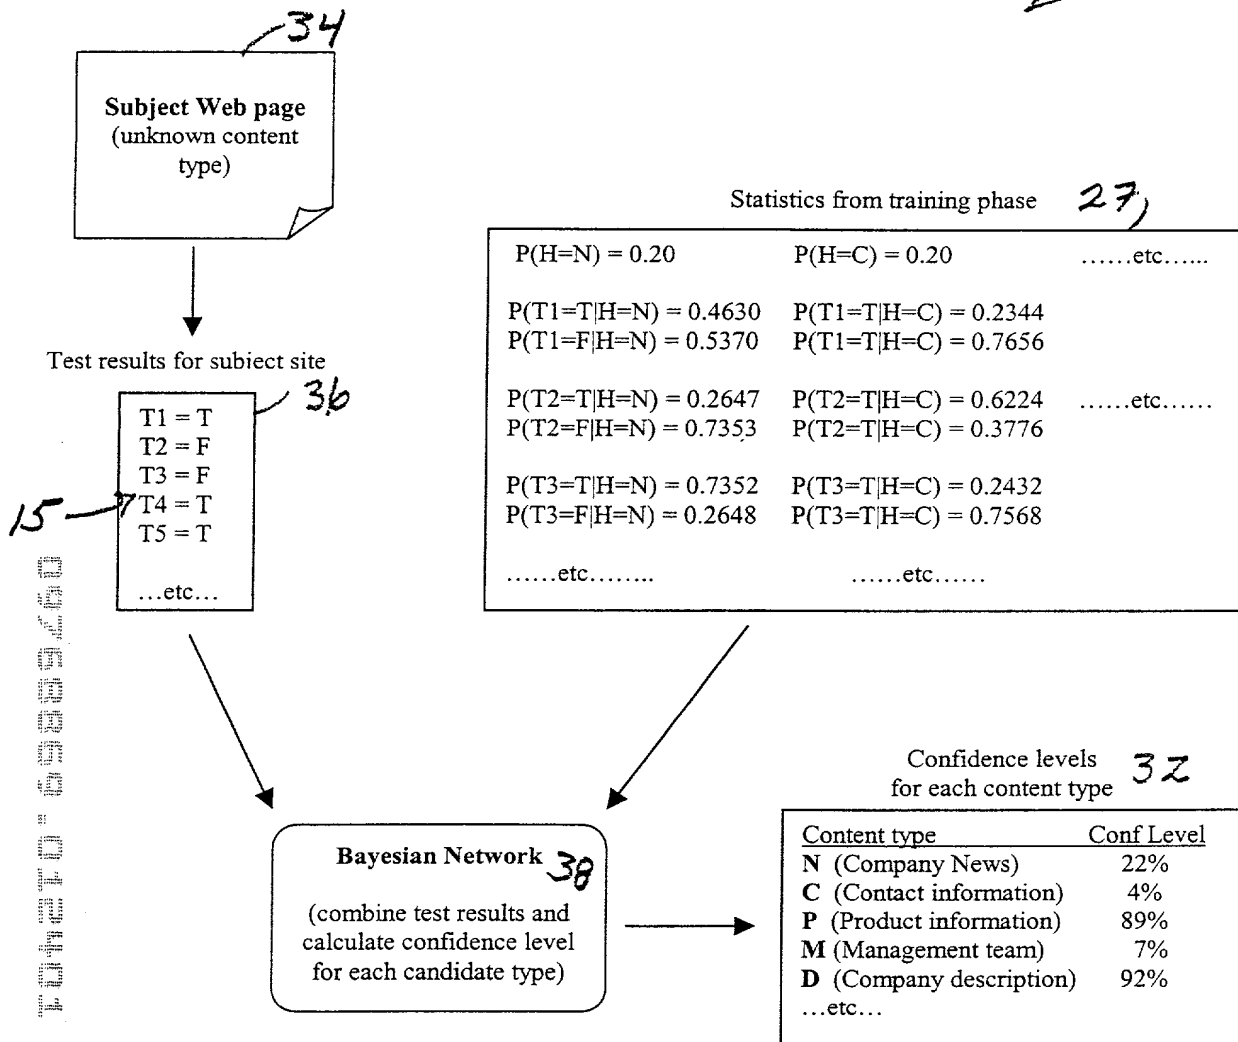 34
Subject Web page
(unknown content
type)
Statistics from training phase 27
P(H=N) = 0.20 P(H=C) = 0.20 ……etc……
P(T1=T|H=N) = 0.4630 P(T1=T|H=C) = 0.2344
P(T1=F|H=N) = 0.5370 P(T1=T|H=C) = 0.7656
P(T2=T|H=N) = 0.2647 P(T2=T|H=C) = 0.6224 ……etc……
P(T2=F|H=N) = 0.7353 P(T2=T|H=C) = 0.3776
P(T3=T|H=N) = 0.7352 P(T3=T|H=C) = 0.2432
P(T3=F|H=N) = 0.2648 P(T3=T|H=C) = 0.7568
……etc…….. ……etc……
Test results for subject site
36
T1 = T
T2 = F
T3 = F
15 T4 = T
T5 = T
…etc…
Bayesian Network 38
(combine test results and
calculate confidence level
for each candidate type)
Confidence levels
for each content type 32
Content type Conf Level
N (Company News) 22%
C (Contact information) 4%
P (Product information) 89%
M (Management team) 7%
D (Company description) 92%
…etc…